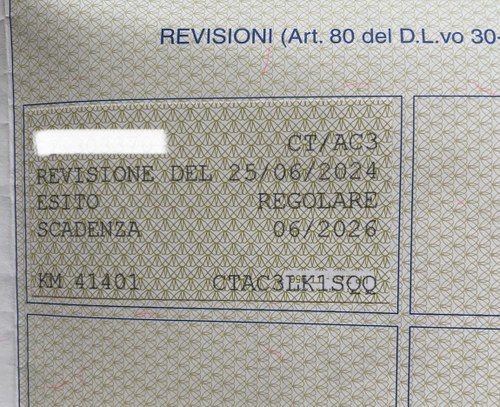 REVISIONI (Art. 80 del D.L.vo 30-
CT/AC3
REVISIONE DEL 25/06/2024
ESITO REGOLARE
SCADENZA 06/2026
KM 41401 CTAC3LK1SQQ